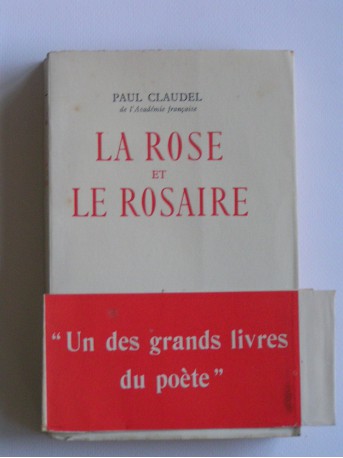 PAUL CLAUDEL
de l'Académie française
LA ROSE
ET
LE ROSAIRE
"Un des grands livres
du poète"